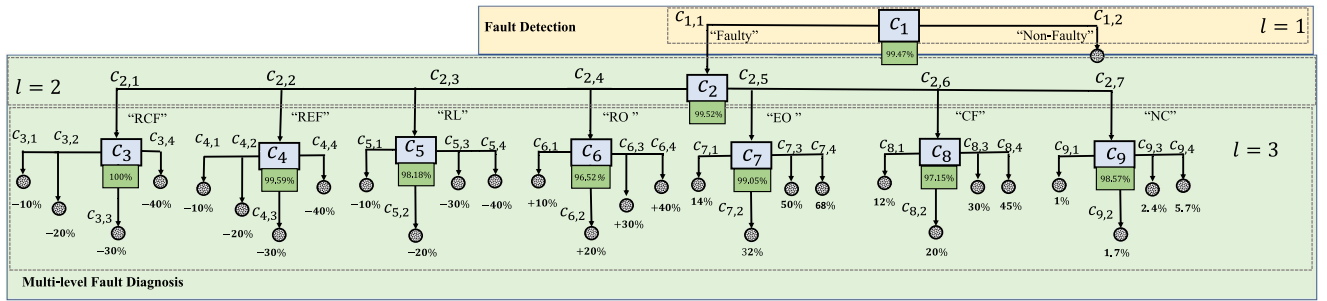 Fault Detection
c1,1
c1
c1,2
l = 1
"Faulty"
"Non-Faulty"
99.47%
l = 2
c2,1
c2,2
c2,3
c2,4
c2
c2,5
c2,6
c2,7
99.52%
"RCF"
"REF"
"RL"
"RO "
"EO "
"CF"
"NC"
l = 3
c3,1
c3,2
c3
c3,4
100%
−10%
−20%
c3,3
−30%
−40%
c4,1
c4,2
c4
c4,4
99,59%
−10%
−20%
c4,3
−30%
−40%
c5,1
c5
c5,3
c5,4
98.18%
−10%
c5,2
−20%
−30%
−40%
c6,1
c6
c6,3
c6,4
96,52%
+10%
c6,2
+20%
+30%
+40%
c7,1
c7
c7,3
c7,4
99,05%
14%
c7,2
32%
50%
68%
c8,1
c8
c8,3
c8,4
97,15%
12%
c8,2
20%
30%
45%
c9,1
c9
c9,3
c9,4
98,57%
1%
c9,2
1.7%
2.4%
5.7%
Multi-level Fault Diagnosis